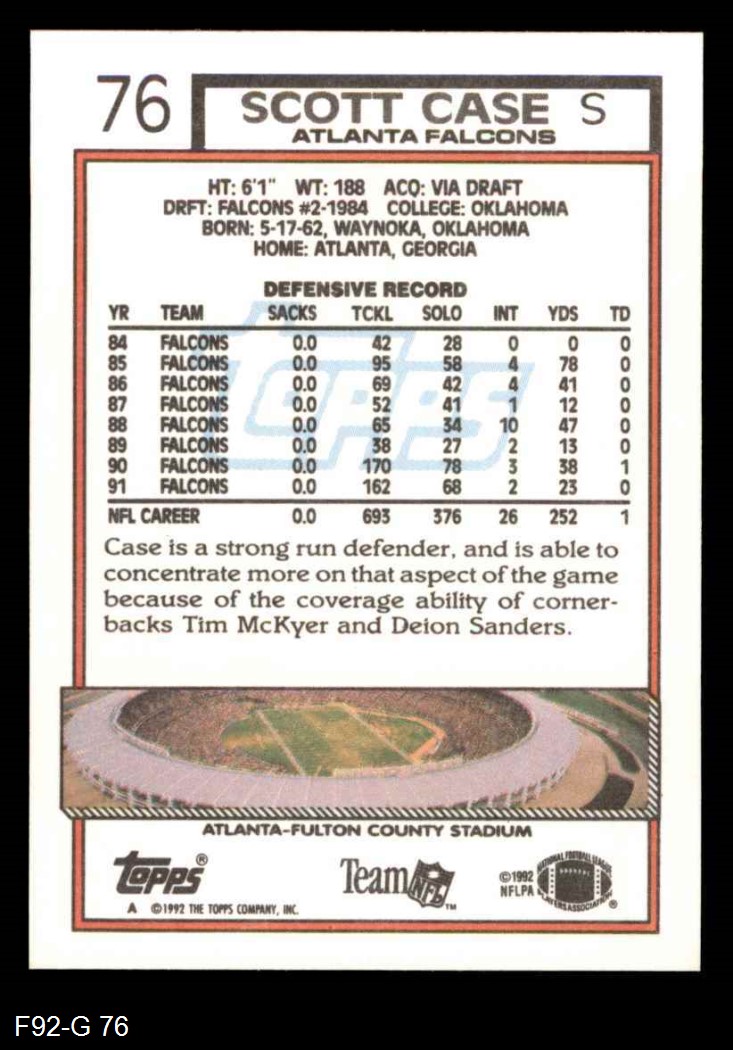 76 SCOTT CASE S
ATLANTA FALCONS
HT: 6'1" WT: 188 ACQ: VIA DRAFT
DRFT: FALCONS #2-1984 COLLEGE: OKLAHOMA
BORN: 5-17-62, WAYNOKA, OKLAHOMA
HOME: ATLANTA, GEORGIA
DEFENSIVE RECORD
YR TEAM SACKS TCKL SOLO INT YDS TD
84 FALCONS 0.0 42 28 0 0 0
85 FALCONS 0.0 95 58 4 78 0
86 FALCONS 0.0 69 42 4 41 0
87 FALCONS 0.0 52 41 1 12 0
88 FALCONS 0.0 65 34 10 47 0
89 FALCONS 0.0 38 27 2 13 0
90 FALCONS 0.0 170 78 3 38 1
91 FALCONS 0.0 162 68 2 23 0
NFL CAREER 0.0 693 376 26 252 1
Topps
Case is a strong run defender, and is able to
concentrate more on that aspect of the game
because of the coverage ability of corner-
backs Tim McKyer and Deion Sanders.
ATLANTA-FULTON COUNTY STADIUM
Topps® Team NFL™ ©1992
NFLPA
NATIONAL FOOTBALL LEAGUE
PLAYERS ASSOCIATION ®
A ©1992 THE TOPPS COMPANY, INC.
F92-G 76